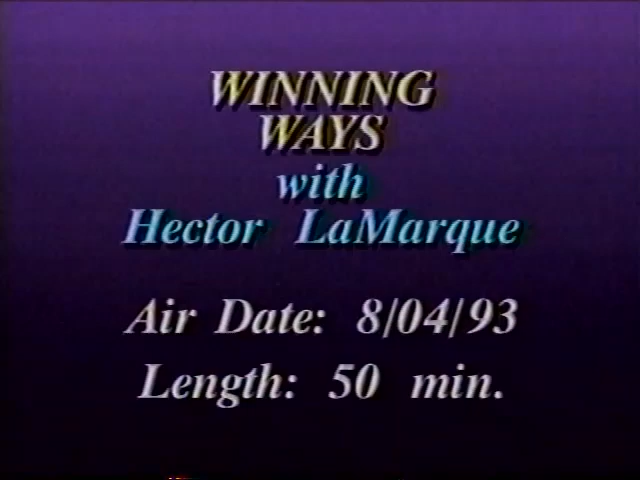 WINNING
WAYS
with
Hector LaMarque
Air Date: 8/04/93
Length: 50 min.